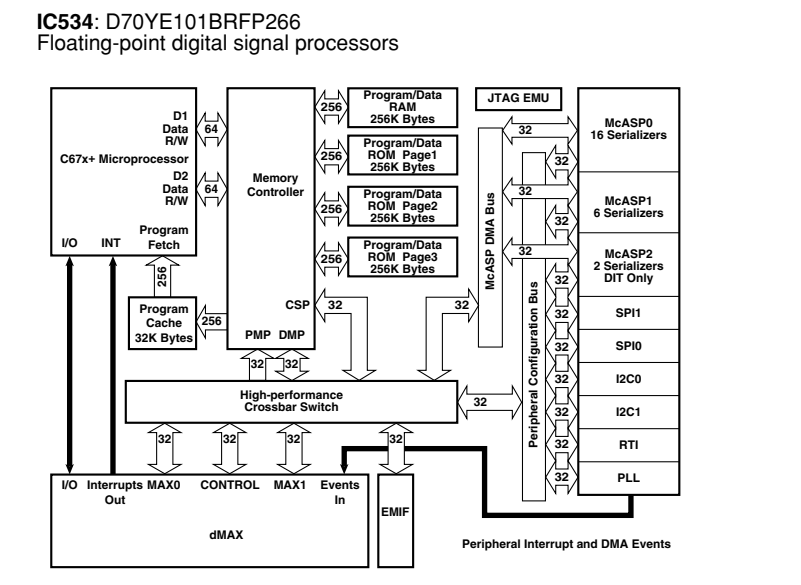 IC534: D70YE101BRFP266
Floating-point digital signal processors
D1
Data
R/W
C67x+ Microprocessor
D2
Data
R/W
I/O
INT
Program
Fetch
64
64
256
Program
Cache
32K Bytes
256
Memory
Controller
CSP
PMP
DMP
32
32
32
256
Program/Data
RAM
256K Bytes
256
Program/Data
ROM Page1
256K Bytes
256
Program/Data
ROM Page2
256K Bytes
256
Program/Data
ROM Page3
256K Bytes
JTAG EMU
McASP DMA Bus
32
32
32
32
Peripheral Configuration Bus
32
32
32
32
32
32
32
32
32
32
McASP0
16 Serializers
McASP1
6 Serializers
McASP2
2 Serializers
DIT Only
SPI1
SPI0
I2C0
I2C1
RTI
PLL
High-performance
Crossbar Switch
32
32
32
32
I/O
Interrupts
Out
MAX0
CONTROL
MAX1
Events
In
dMAX
EMIF
Peripheral Interrupt and DMA Events